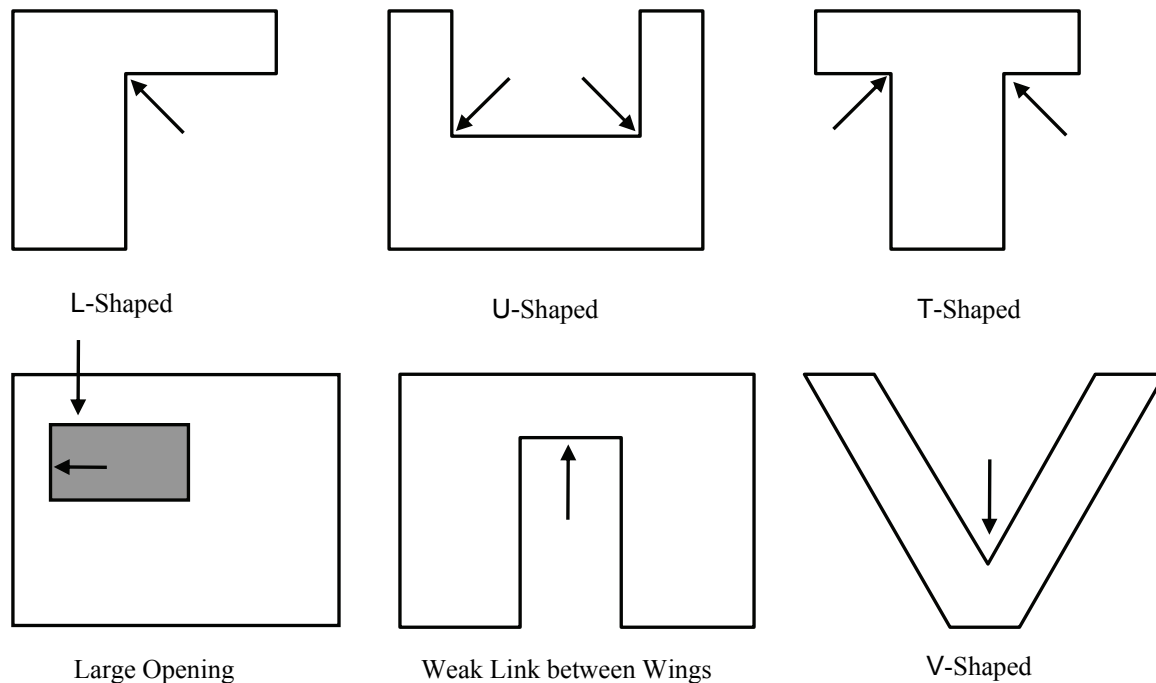 L-Shaped
U-Shaped
T-Shaped
Large Opening
Weak Link between Wings
V-Shaped